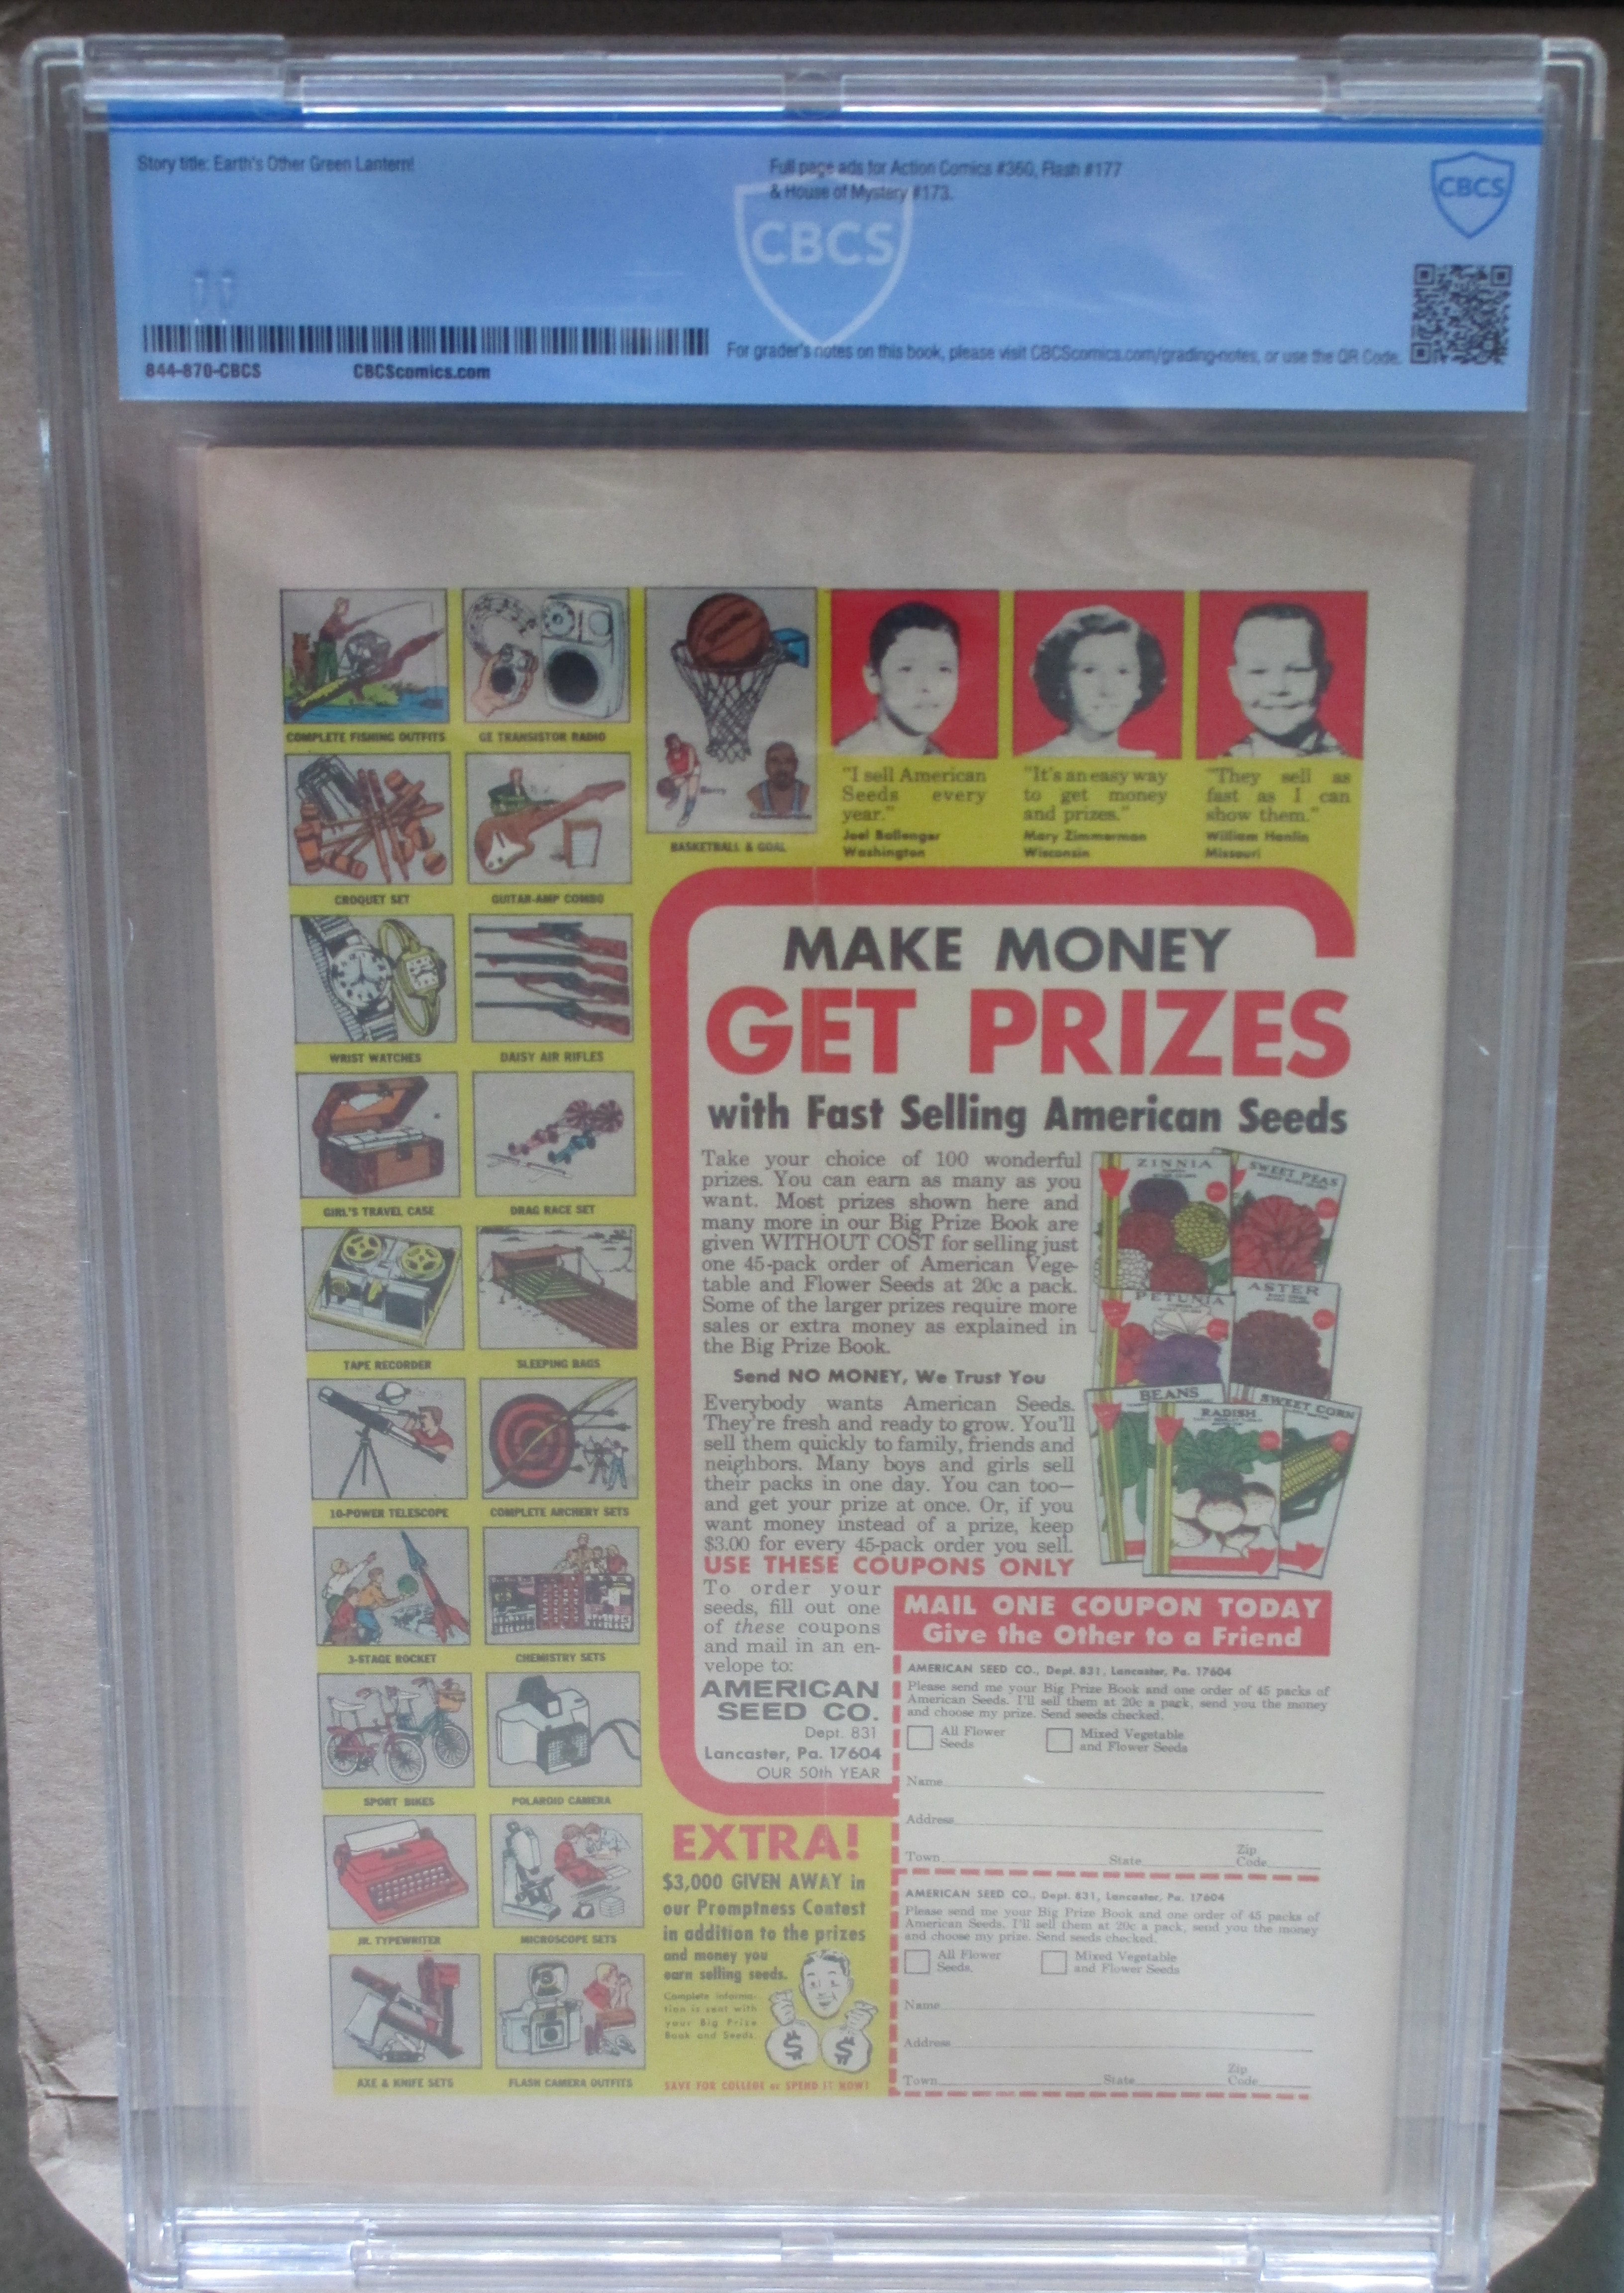 Story title: Earth's Other Green Lantern!
Full page ads for Action Comics #360, Flash #177
& House of Mystery #173.
CBCS
CBCS
For grader's notes on this book, please visit CBCScomics.com/grading-notes, or use the QR Code.
844-870-CBCS
CBCScomics.com
COMPLETE FISHING OUTFITS
GE TRANSISTOR RADIO
BASKETBALL & GOAL
CROQUET SET
GUITAR-AMP COMBO
WRIST WATCHES
DAISY AIR RIFLES
GIRL'S TRAVEL CASE
DRAG RACE SET
TAPE RECORDER
SLEEPING BAGS
10-POWER TELESCOPE
COMPLETE ARCHERY SETS
3-STAGE ROCKET
CHEMISTRY SETS
SPORT BIKES
POLAROID CAMERA
JR. TYPEWRITER
MICROSCOPE SETS
AXE & KNIFE SETS
FLASH CAMERA OUTFITS
"I sell American
Seeds every
year."
Joel Ballenger
Washington
"It's an easy way
to get money
and prizes."
Mary Zimmerman
Wisconsin
"They sell as
fast as I can
show them."
William Hanlin
Missouri
MAKE MONEY
GET PRIZES
with Fast Selling American Seeds
Take your choice of 100 wonderful
prizes. You can earn as many as you
want. Most prizes shown here and
many more in our Big Prize Book are
given WITHOUT COST for selling just
one 45-pack order of American Vege-
table and Flower Seeds at 20c a pack.
Some of the larger prizes require more
sales or extra money as explained in
the Big Prize Book.
Send NO MONEY, We Trust You
Everybody wants American Seeds.
They're fresh and ready to grow. You'll
sell them quickly to family, friends and
neighbors. Many boys and girls sell
their packs in one day. You can too—
and get your prize at once. Or, if you
want money instead of a prize, keep
$3.00 for every 45-pack order you sell.
USE THESE COUPONS ONLY
To order your
seeds, fill out one
of these coupons
and mail in an en-
velope to:
AMERICAN
SEED CO.
Dept. 831
Lancaster, Pa. 17604
OUR 50th YEAR
ZINNIA
SWEET PEAS
PETUNIA
ASTER
BEANS
RADISH
SWEET CORN
MAIL ONE COUPON TODAY
Give the Other to a Friend
AMERICAN SEED CO., Dept. 831, Lancaster, Pa. 17604
Please send me your Big Prize Book and one order of 45 packs of
American Seeds. I'll sell them at 20c a pack, send you the money
and choose my prize. Send seeds checked.
All Flower
Seeds
Mixed Vegetable
and Flower Seeds
Name
Address
Town State Zip
Code
AMERICAN SEED CO., Dept. 831, Lancaster, Pa. 17604
Please send me your Big Prize Book and one order of 45 packs of
American Seeds. I'll sell them at 20c a pack, send you the money
and choose my prize. Send seeds checked.
All Flower
Seeds.
Mixed Vegetable
and Flower Seeds
Name
Address
Town State Zip
Code
EXTRA!
$3,000 GIVEN AWAY in
our Promptness Contest
in addition to the prizes
and money you
earn selling seeds.
Complete informa-
tion is sent with
your Big Prize
Book and Seeds.
$ $
SAVE FOR COLLEGE or SPEND IT NOW!